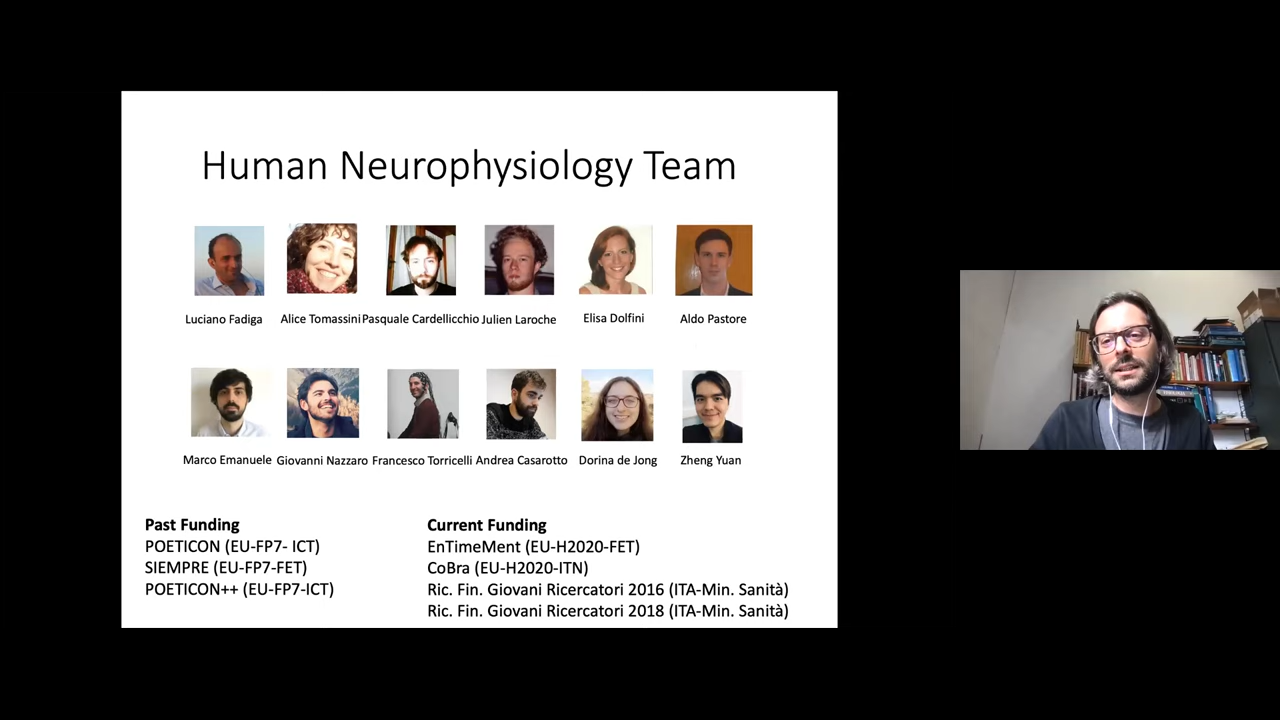 Human Neurophysiology Team
Luciano Fadiga Alice Tomassini Pasquale Cardellicchio Julien Laroche Elisa Dolfini Aldo Pastore
Marco Emanuele Giovanni Nazzaro Francesco Torricelli Andrea Casarotto Dorina de Jong Zheng Yuan
Past Funding
POETICON (EU-FP7- ICT)
SIEMPRE (EU-FP7-FET)
POETICON++ (EU-FP7-ICT)
Current Funding
EnTimeMent (EU-H2020-FET)
CoBra (EU-H2020-ITN)
Ric. Fin. Giovani Ricercatori 2016 (ITA-Min. Sanità)
Ric. Fin. Giovani Ricercatori 2018 (ITA-Min. Sanità)